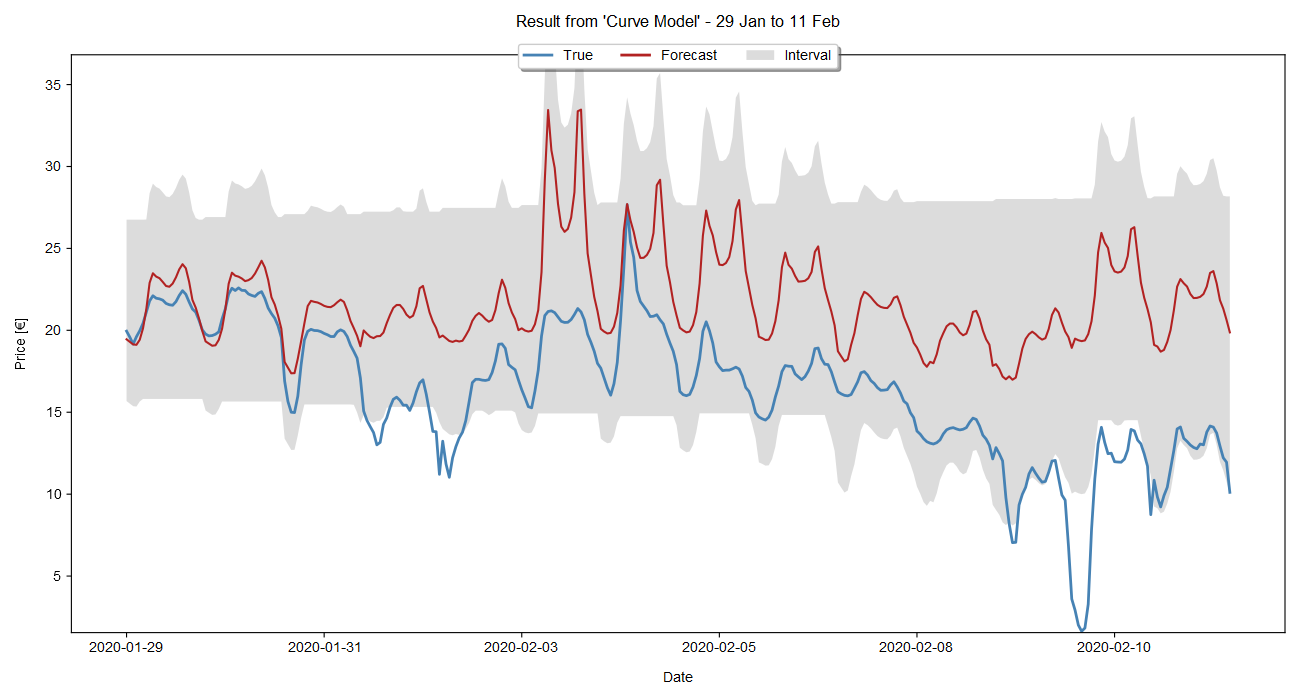 Result from 'Curve Model' - 29 Jan to 11 Feb
True Forecast Interval
35
30
25
20
15
10
5
Price [€]
2020-01-29 2020-01-31 2020-02-03 2020-02-05 2020-02-08 2020-02-10
Date